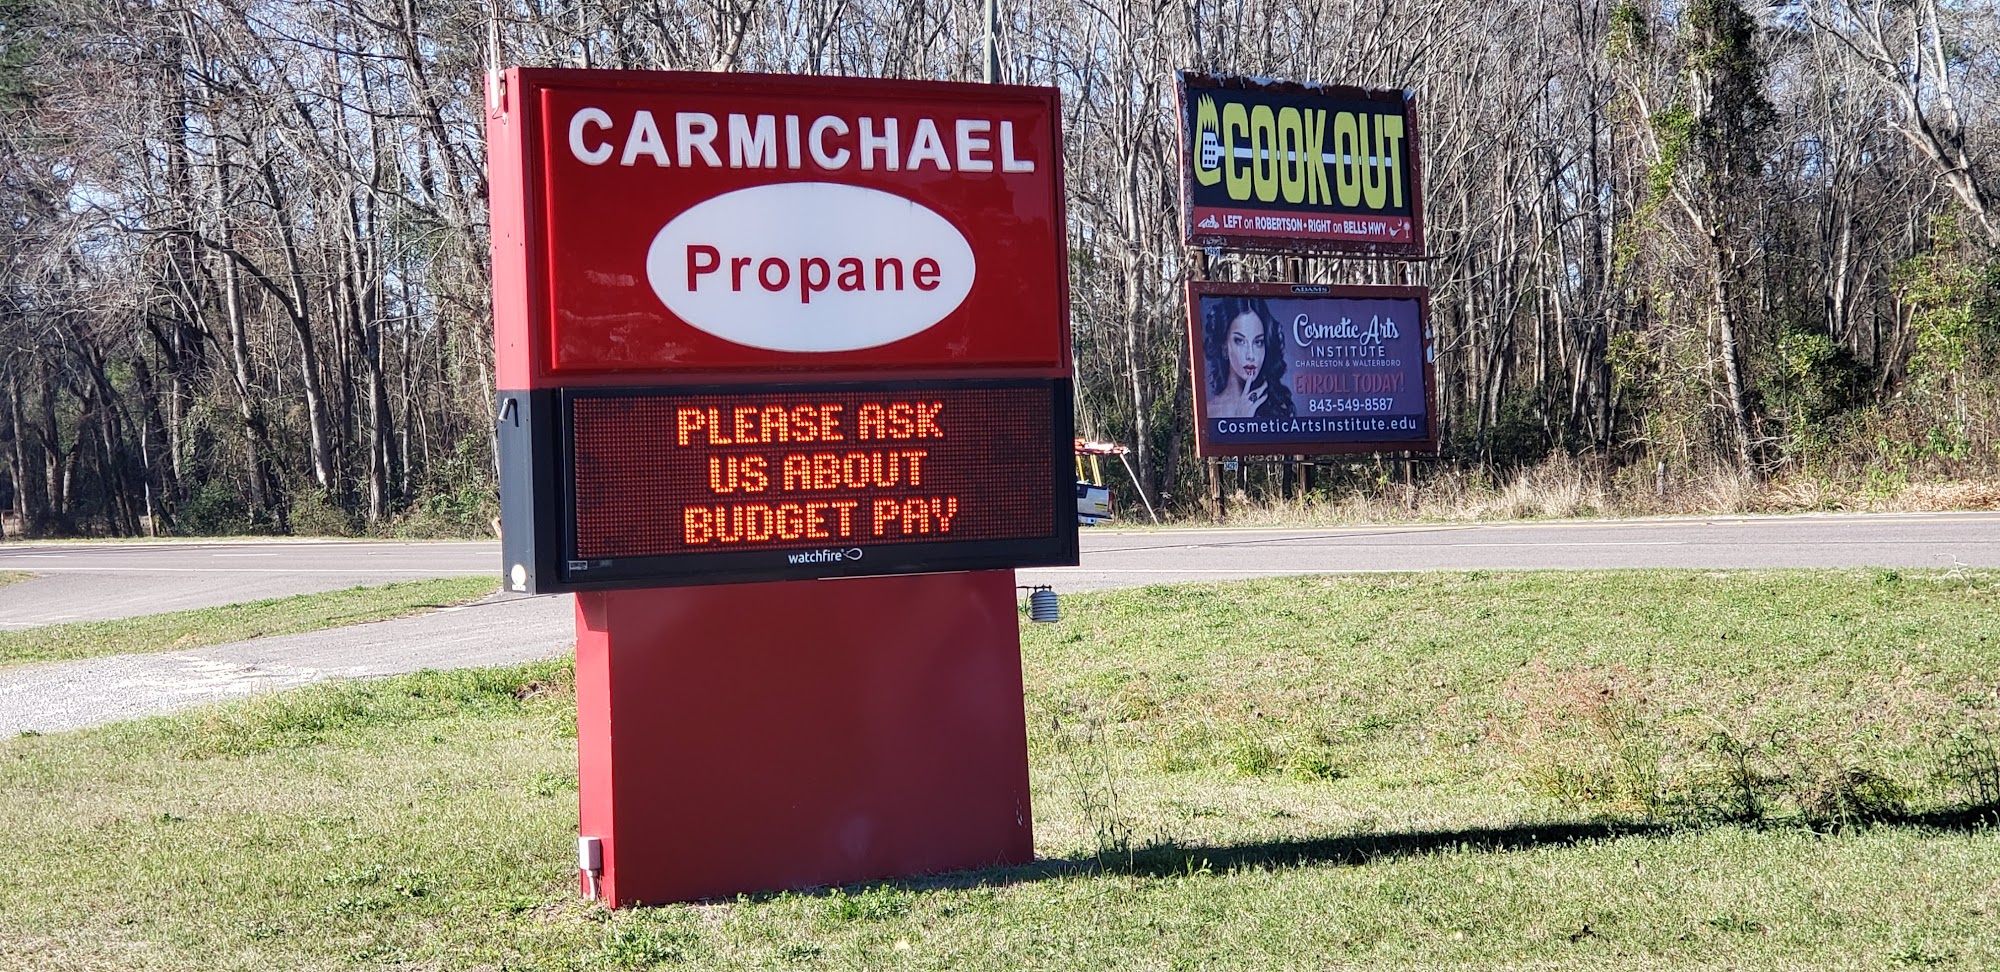 CARMICHAEL
Propane
PLEASE ASK
US ABOUT
BUDGET PAY
watchfire
COOK OUT
LEFT on ROBERTSON • RIGHT on BELLS HWY
ADAMS
Cosmetic Arts
INSTITUTE
CHARLESTON & WALTERBORO
ENROLL TODAY!
843-549-8587
CosmeticArtsInstitute.edu